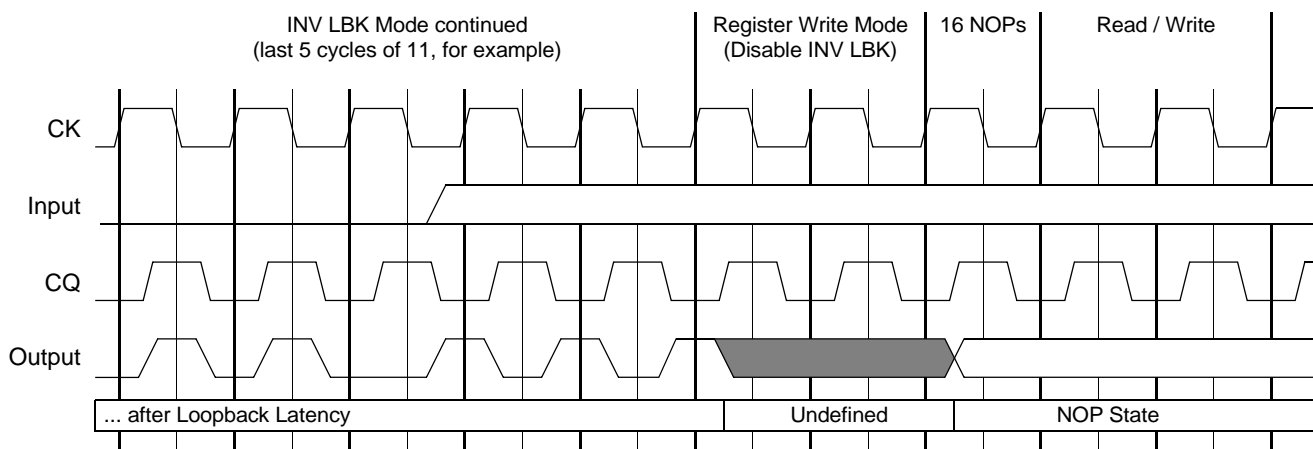 INV LBK Mode continued
(last 5 cycles of 11, for example)
Register Write Mode
(Disable INV LBK)
16 NOPs
Read / Write
CK
Input
CQ
Output
... after Loopback Latency
Undefined
NOP State